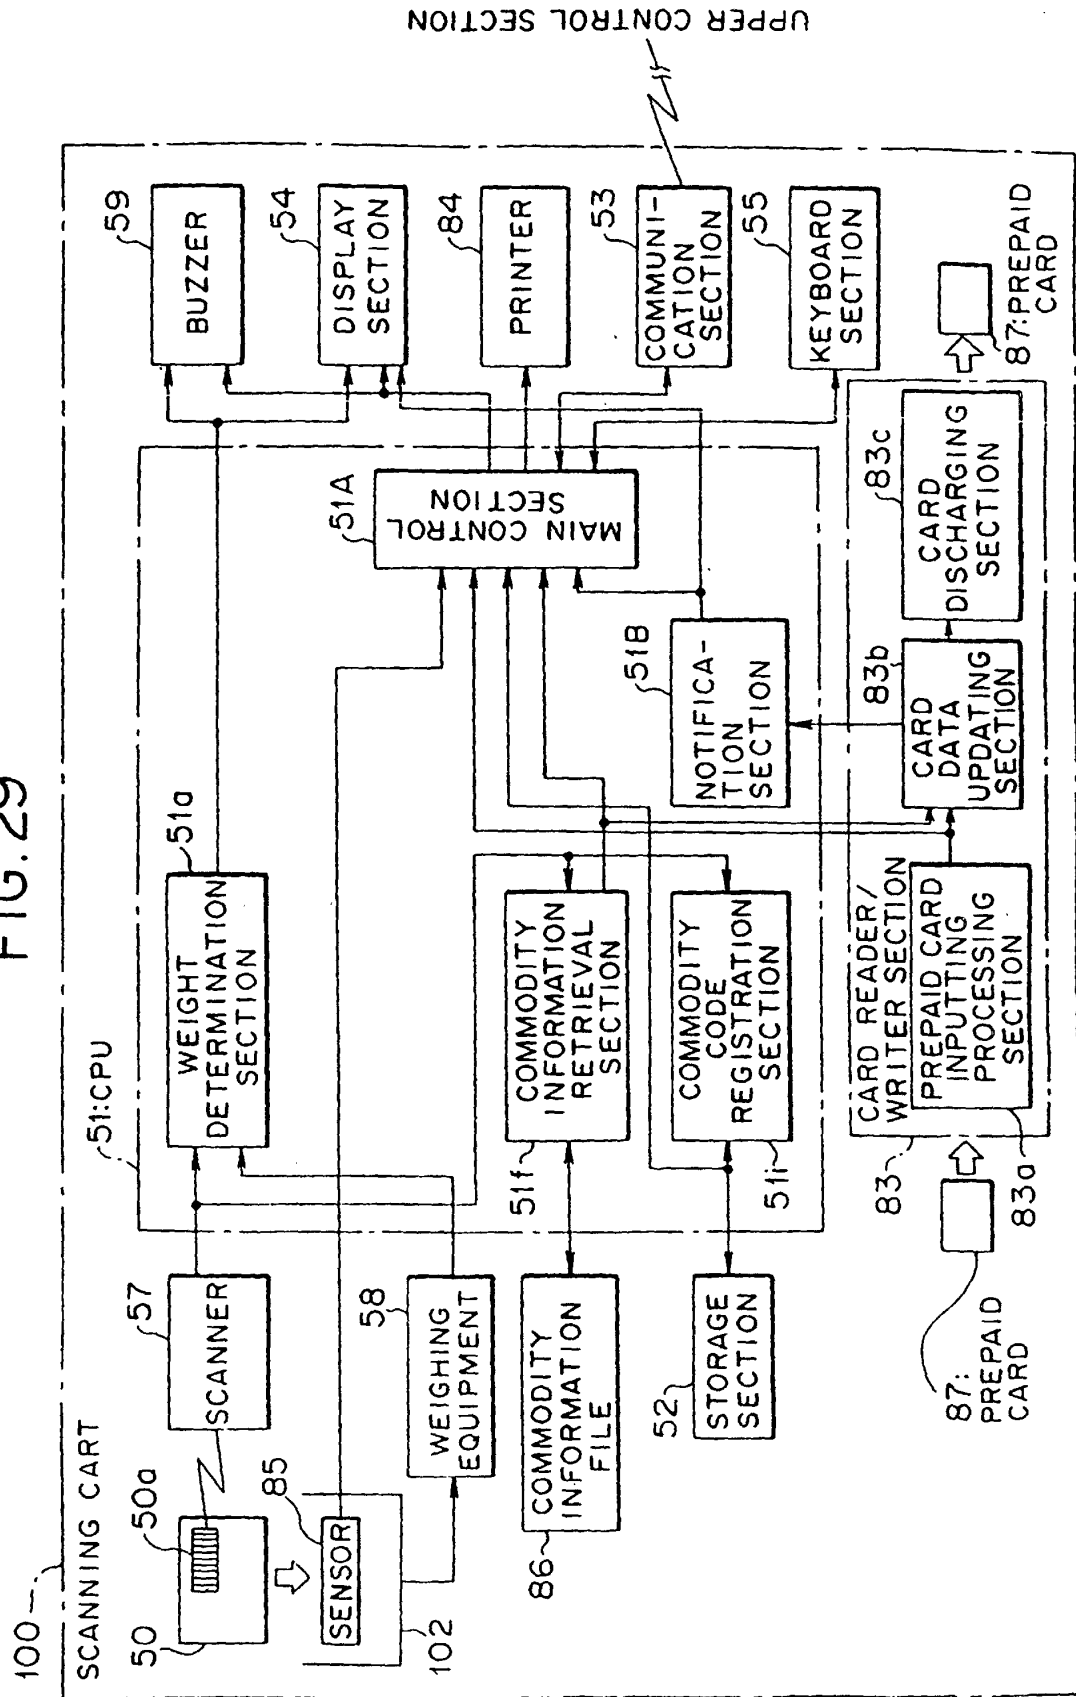 FIG. 29
100
SCANNING CART
UPPER CONTROL SECTION
51:CPU
50
50a
57
SCANNER
51a
WEIGHT
DETERMINATION
SECTION
59
BUZZER
54
DISPLAY
SECTION
84
PRINTER
53
COMMUNI-
CATION
SECTION
55
KEYBOARD
SECTION
85
SENSOR
102
58
WEIGHING
EQUIPMENT
51A
MAIN CONTROL
SECTION
86
COMMODITY
INFORMATION
FILE
51f
COMMODITY
INFORMATION
RETRIEVAL
SECTION
51B
NOTIFICA-
TION
SECTION
52
STORAGE
SECTION
51i
COMMODITY
CODE
REGISTRATION
SECTION
87:
PREPAID
CARD
83
CARD READER/
WRITER SECTION
83a
PREPAID CARD
INPUTTING
PROCESSING
SECTION
83b
CARD
DATA
UPDATING
SECTION
83c
CARD
DISCHARGING
SECTION
87:PREPAID
CARD